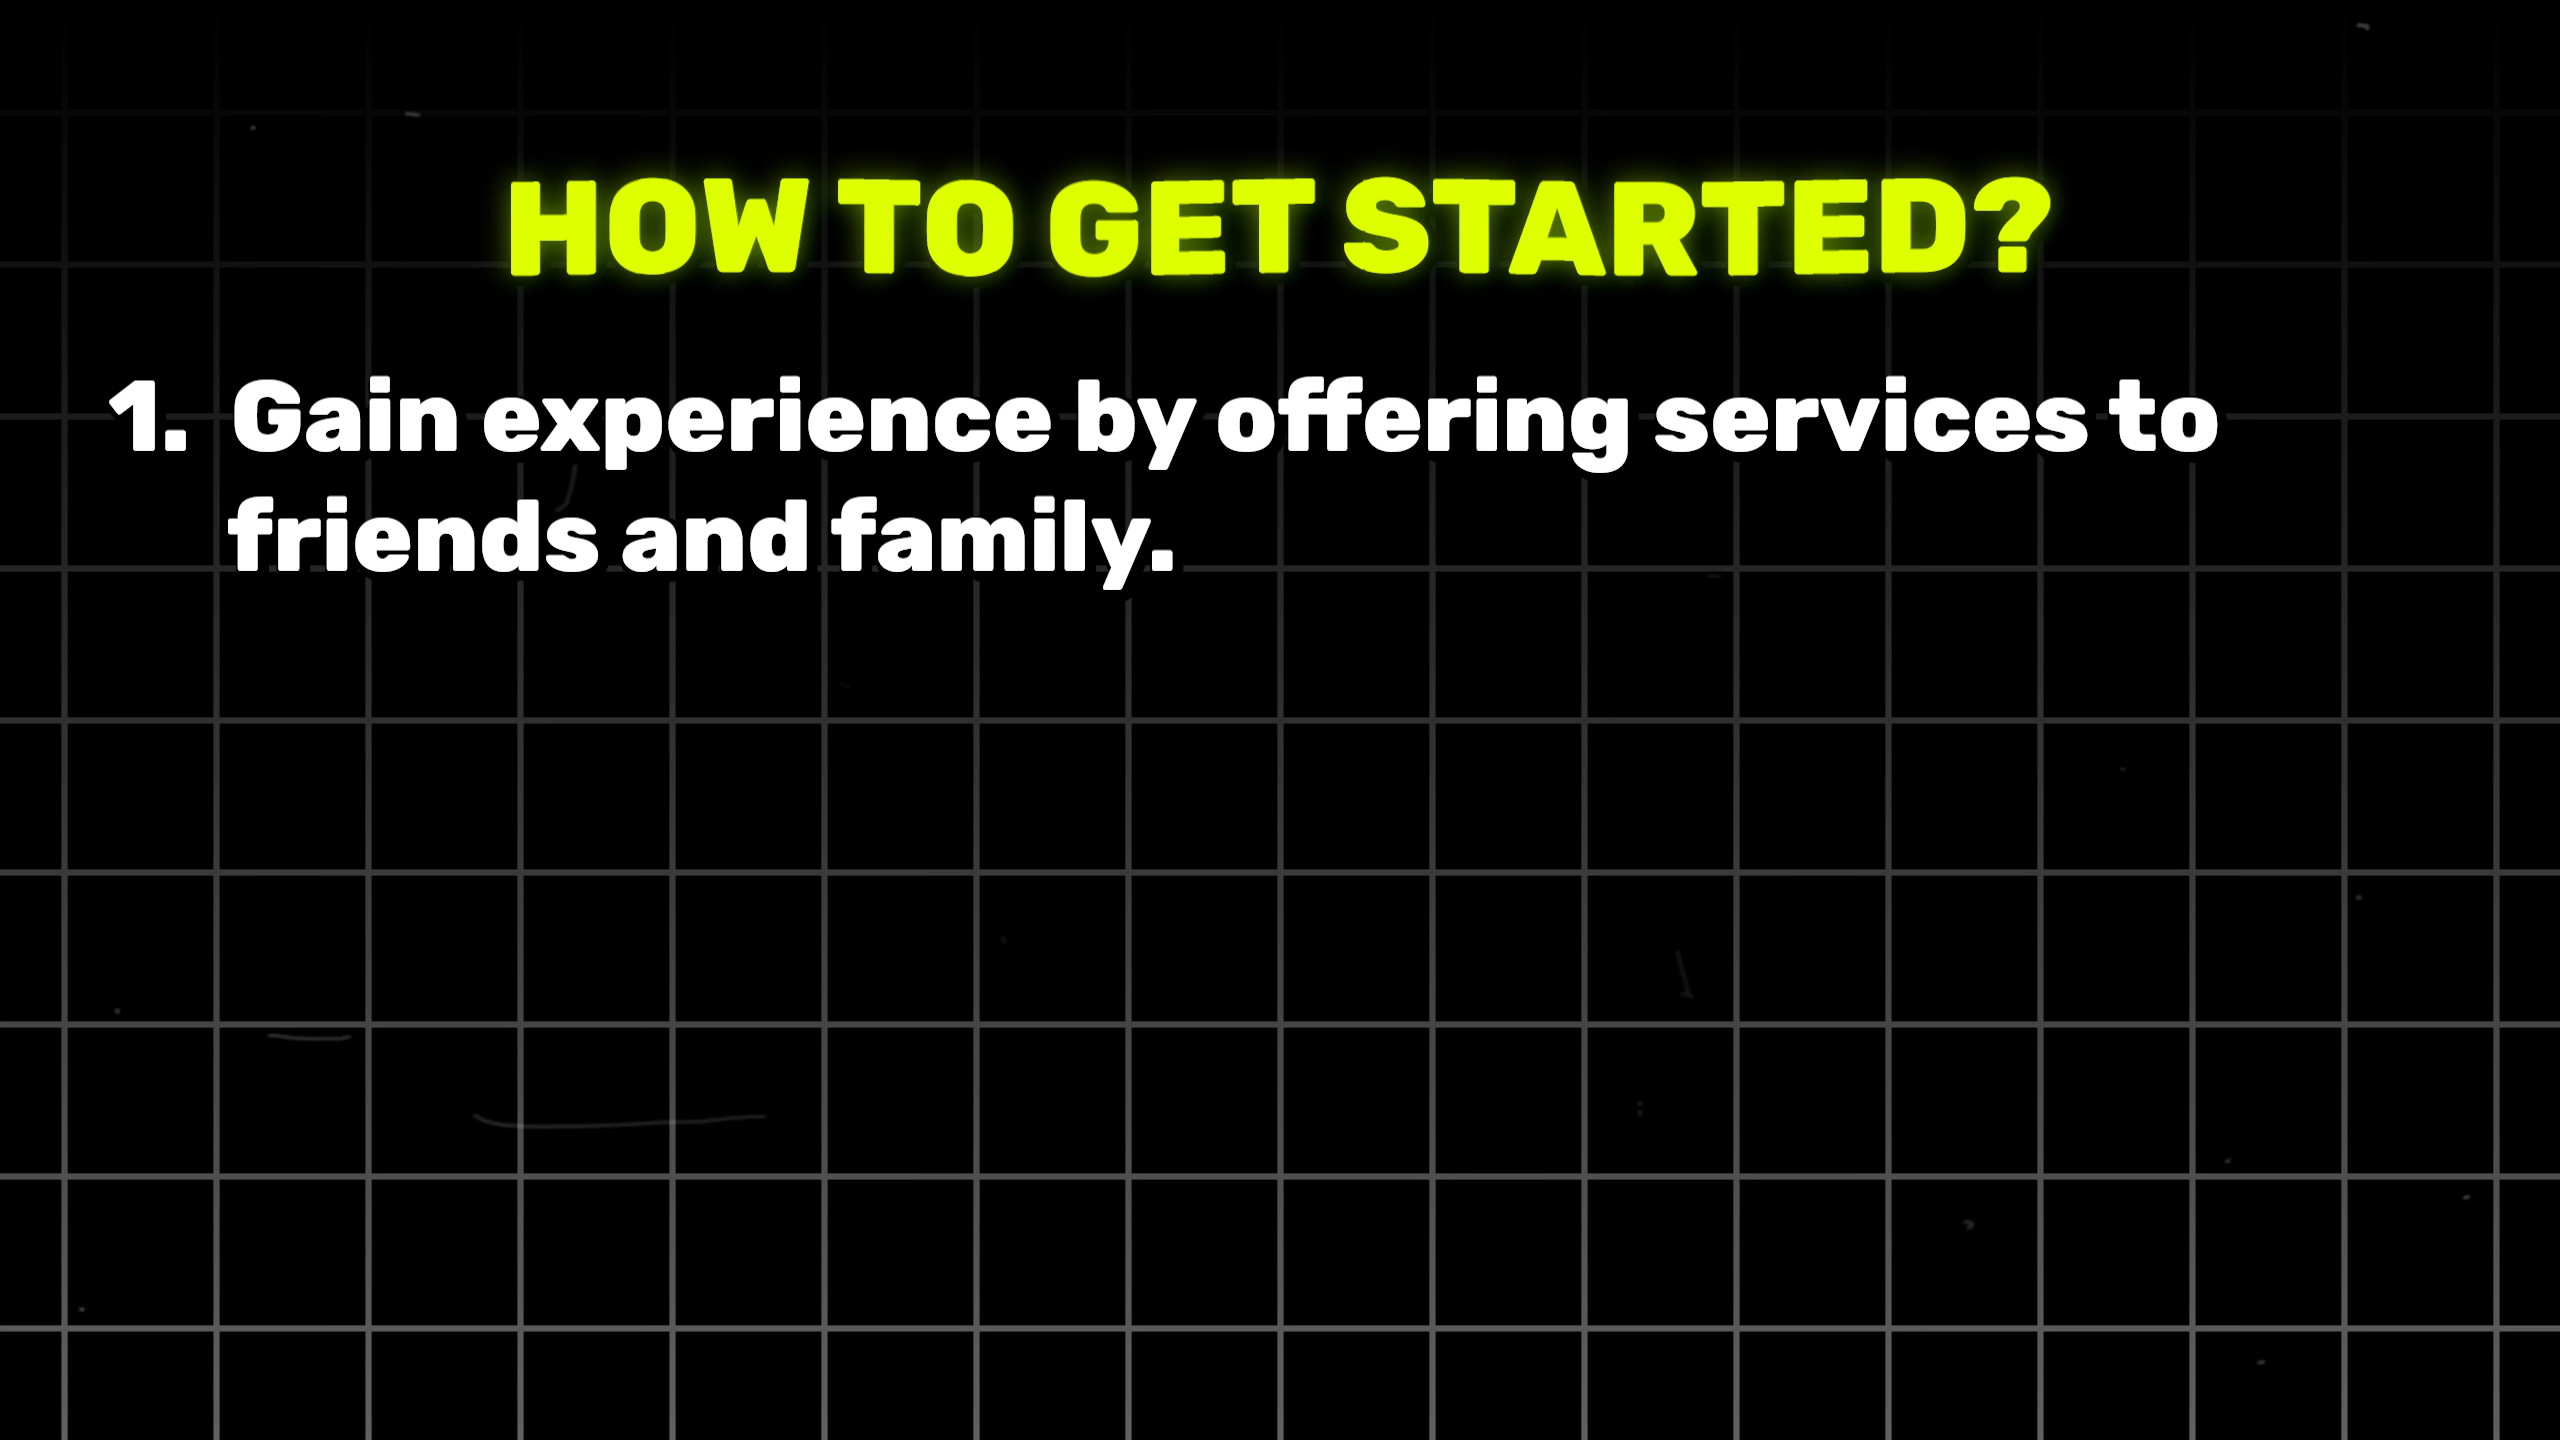 HOW TO GET STARTED?
1. Gain experience by offering services to
friends and family.